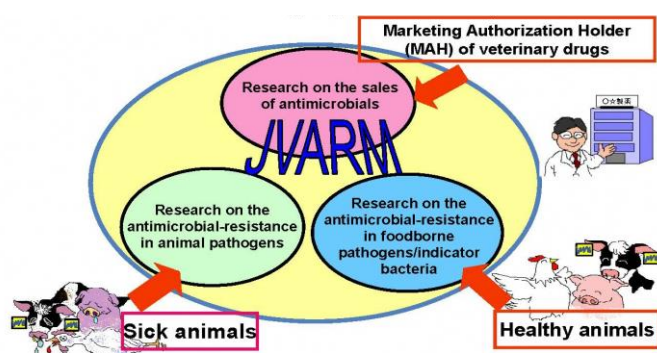 Marketing Authorization Holder
(MAH) of veterinary drugs
Research on the sales
of antimicrobials
JVARM
Research on the
antimicrobial-resistance
in animal pathogens
Research on the
antimicrobial-resistance
in foodborne
pathogens/indicator
bacteria
Sick animals
Healthy animals